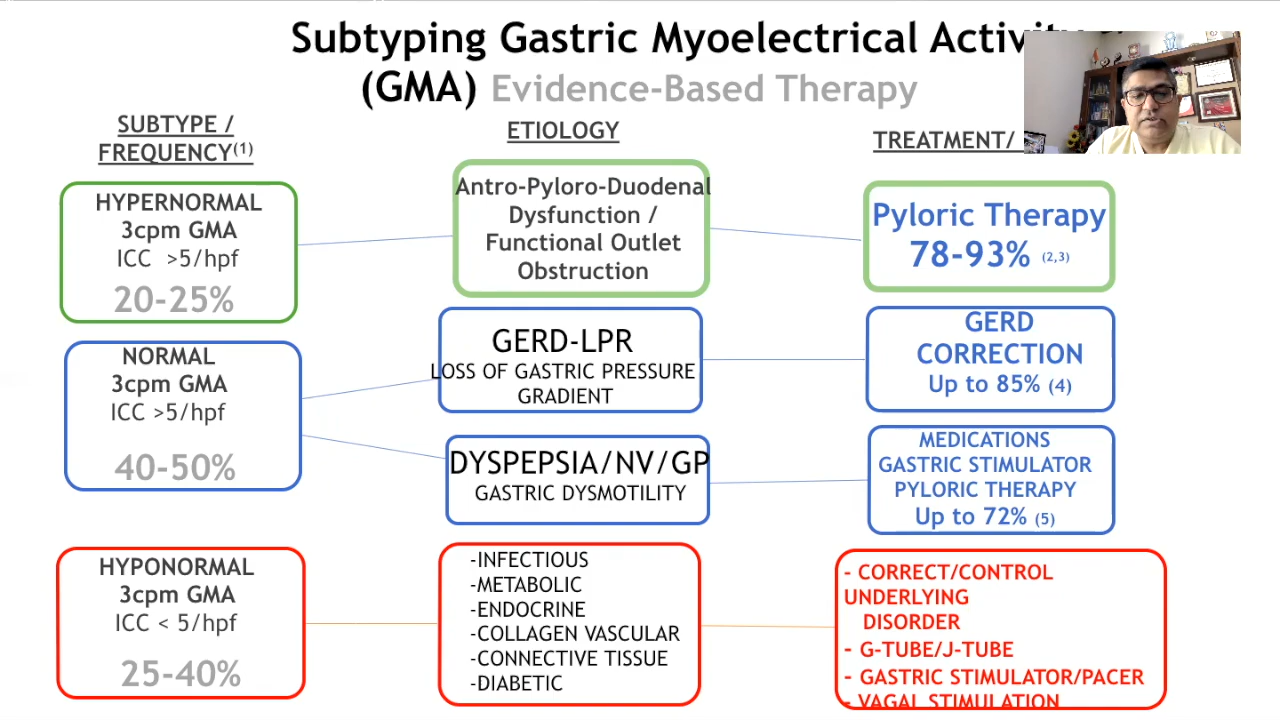 Subtyping Gastric Myoelectrical Activity
(GMA) Evidence-Based Therapy
SUBTYPE /
FREQUENCY(1)
ETIOLOGY
TREATMENT/
HYPERNORMAL
3cpm GMA
ICC >5/hpf
20-25%
Antro-Pyloro-Duodenal
Dysfunction /
Functional Outlet
Obstruction
Pyloric Therapy
78-93% (2,3)
NORMAL
3cpm GMA
ICC >5/hpf
40-50%
GERD-LPR
LOSS OF GASTRIC PRESSURE
GRADIENT
GERD
CORRECTION
Up to 85% (4)
DYSPEPSIA/NV/GP
GASTRIC DYSMOTILITY
MEDICATIONS
GASTRIC STIMULATOR
PYLORIC THERAPY
Up to 72% (5)
HYPONORMAL
3cpm GMA
ICC < 5/hpf
25-40%
-INFECTIOUS
-METABOLIC
-ENDOCRINE
-COLLAGEN VASCULAR
-CONNECTIVE TISSUE
-DIABETIC
- CORRECT/CONTROL
UNDERLYING
DISORDER
- G-TUBE/J-TUBE
- GASTRIC STIMULATOR/PACER
- VAGAL STIMULATION